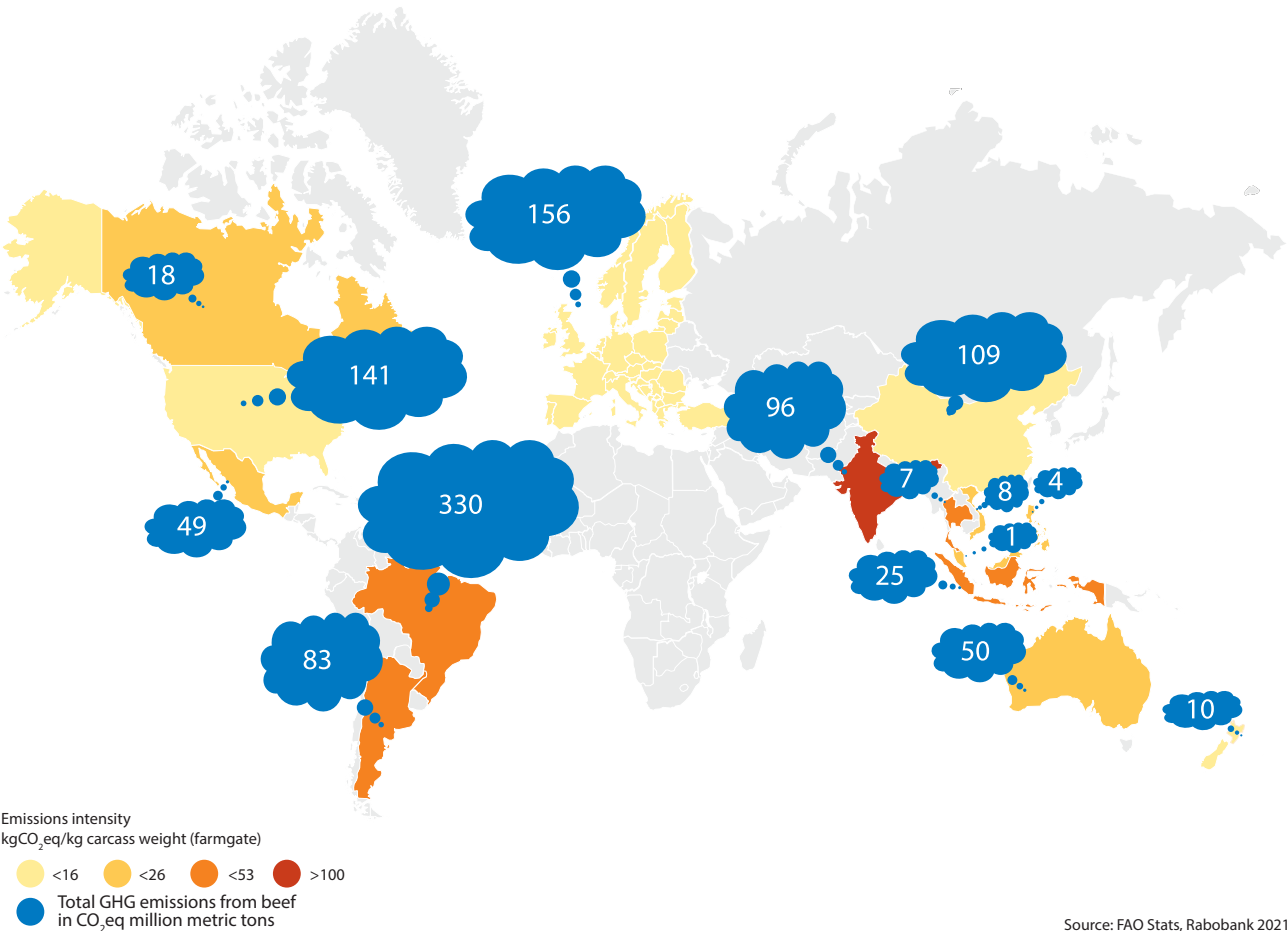 156
18
141
109
96
330
7
8
4
1
49
25
83
50
10
Emissions intensity
kgCO₂eq/kg carcass weight (farmgate)
<16 <26 <53 >100
Total GHG emissions from beef
in CO₂eq million metric tons
Source: FAO Stats, Rabobank 2021